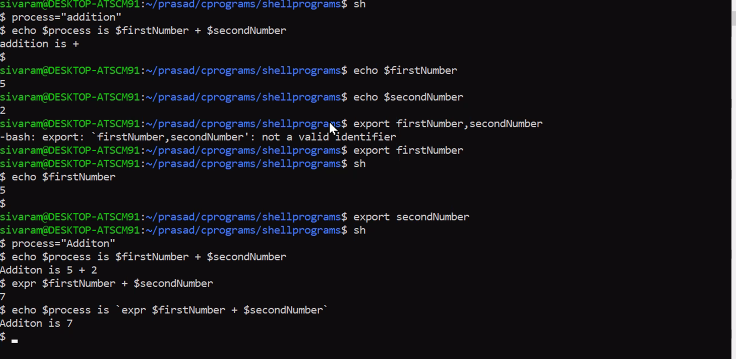 sivaram@DESKTOP-ATSCM91:~/prasad/cprograms/shellprograms$ sh
$ process="addition"
$ echo $process is $firstNumber + $secondNumber
addition is +
$
sivaram@DESKTOP-ATSCM91:~/prasad/cprograms/shellprograms$ echo $firstNumber
5
sivaram@DESKTOP-ATSCM91:~/prasad/cprograms/shellprograms$ echo $secondNumber
2
sivaram@DESKTOP-ATSCM91:~/prasad/cprograms/shellprograms$ export firstNumber,secondNumber
-bash: export: `firstNumber,secondNumber': not a valid identifier
sivaram@DESKTOP-ATSCM91:~/prasad/cprograms/shellprograms$ export firstNumber
sivaram@DESKTOP-ATSCM91:~/prasad/cprograms/shellprograms$ sh
$ echo $firstNumber
5
$
sivaram@DESKTOP-ATSCM91:~/prasad/cprograms/shellprograms$ export secondNumber
sivaram@DESKTOP-ATSCM91:~/prasad/cprograms/shellprograms$ sh
$ process="Additon"
$ echo $process is $firstNumber + $secondNumber
Additon is 5 + 2
$ expr $firstNumber + $secondNumber
7
$ echo $process is `expr $firstNumber + $secondNumber`
Additon is 7
$